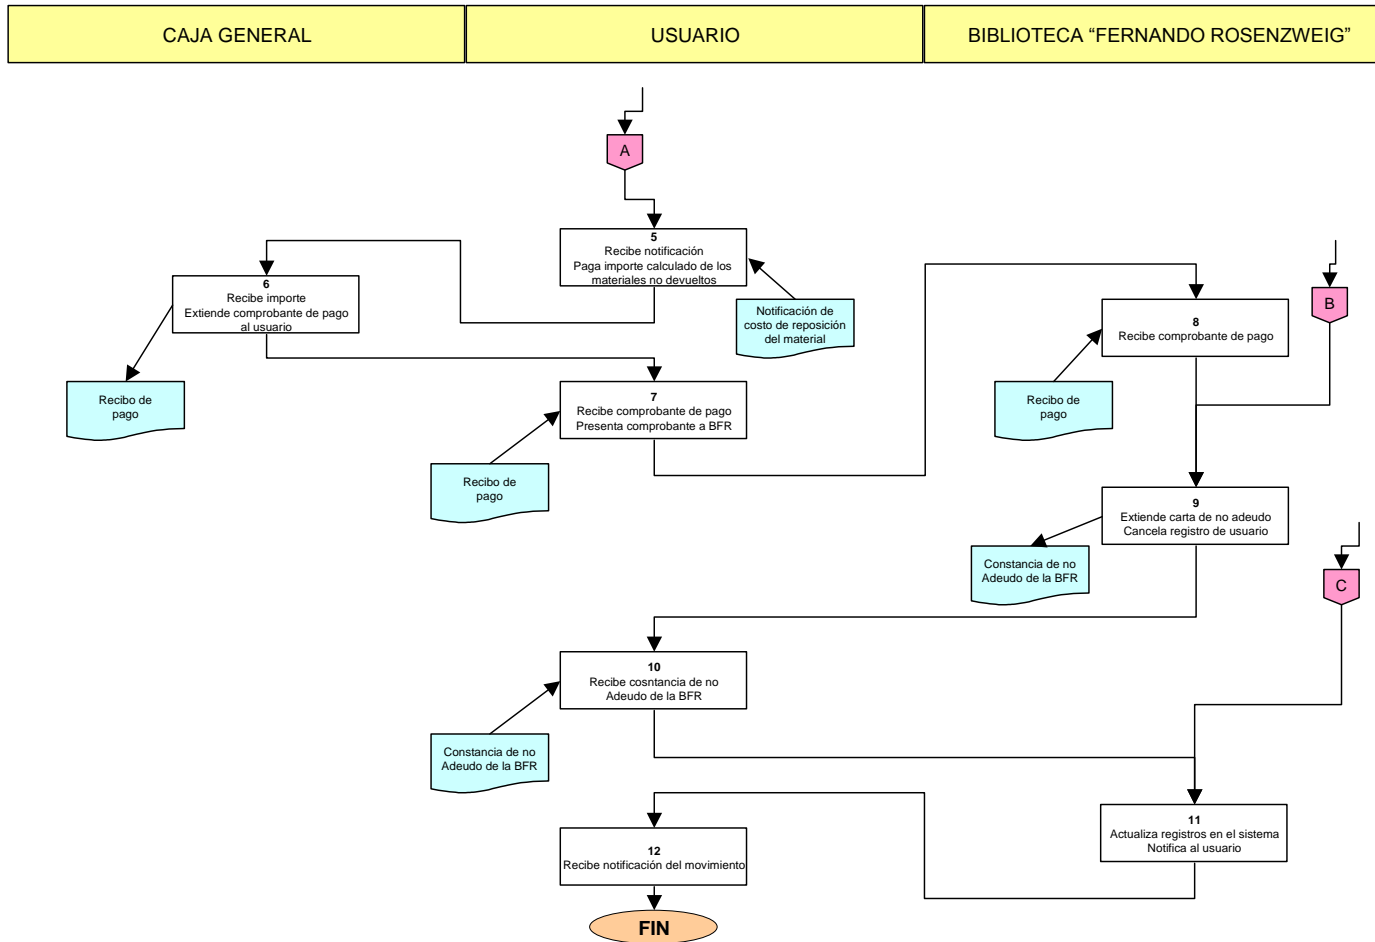 CAJA GENERAL
USUARIO
BIBLIOTECA “FERNANDO ROSENZWEIG”
A
5
Recibe notificación
Paga importe calculado de los
materiales no devueltos
6
Recibe importe
Extiende comprobante de pago
al usuario
Notificación de
costo de reposición
del material
B
8
Recibe comprobante de pago
Recibo de
pago
7
Recibe comprobante de pago
Presenta comprobante a BFR
Recibo de
pago
Recibo de
pago
9
Extiende carta de no adeudo
Cancela registro de usuario
Constancia de no
Adeudo de la BFR
C
10
Recibe cosntancia de no
Adeudo de la BFR
Constancia de no
Adeudo de la BFR
11
Actualiza registros en el sistema
Notifica al usuario
12
Recibe notificación del movimiento
FIN